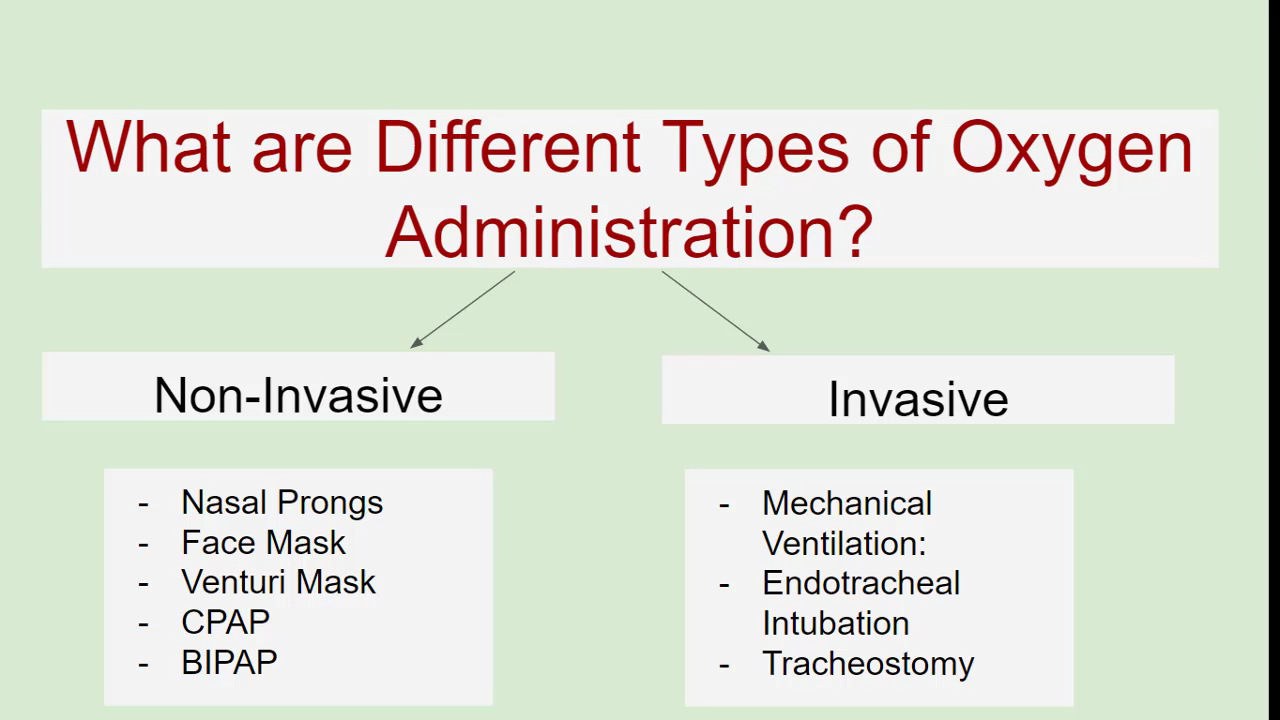 What are Different Types of Oxygen
Administration?
Non-Invasive
- Nasal Prongs
- Face Mask
- Venturi Mask
- CPAP
- BIPAP
Invasive
- Mechanical
Ventilation:
- Endotracheal
Intubation
- Tracheostomy